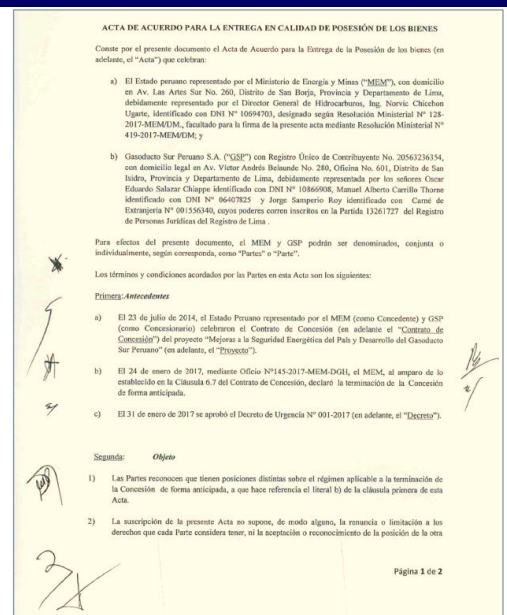 ACTA DE ACUERDO PARA LA ENTREGA EN CALIDAD DE POSESIÓN DE LOS BIENES
Conste por el presente documento el Acta de Acuerdo para la Entrega de la Posesión de los bienes (en
adelante, el "Acta") que celebran:
a) El Estado peruano representado por el Ministerio de Energía y Minas ("MEM"), con domicilio
en Av. Las Artes Sur No. 260, Distrito de San Borja, Provincia y Departamento de Lima,
debidamente representado por el Director General de Hidrocarburos, Ing. Norvic Chicchon
Ugarte, identificado con DNI N° 10694703, designado según Resolución Ministerial N° 128-
2017-MEM/DM., facultado para la firma de la presente acta mediante Resolución Ministerial N°
419-2017-MEM/DM; y
b) Gasoducto Sur Peruano S.A. ("GSP") con Registro Único de Contribuyente No. 20563236354,
con domicilio legal en Av. Víctor Andrés Belaunde No. 280, Oficina No. 601, Distrito de San
Isidro, Provincia y Departamento de Lima, debidamente representada por los señores Oscar
Eduardo Salazar Chiappe identificado con DNI N° 10866908, Manuel Alberto Carrillo Thorne
identificado con DNI N° 06407825 y Jorge Samperio Roy identificado con Carné de
Extranjería N° 001556340, cuyos poderes corren inscritos en la Partida 13261727 del Registro
de Personas Jurídicas del Registro de Lima .
Para efectos del presente documento, el MEM y GSP podrán ser denominados, conjunta o
individualmente, según corresponda, como "Partes" o "Parte".
Los términos y condiciones acordados por las Partes en esta Acta son los siguientes:
Primera: Antecedentes
a) El 23 de julio de 2014, el Estado Peruano representado por el MEM (como Concedente) y GSP
(como Concesionario) celebraron el Contrato de Concesión (en adelante el "Contrato de
Concesión") del proyecto "Mejoras a la Seguridad Energética del País y Desarrollo del Gasoducto
Sur Peruano" (en adelante, el "Proyecto").
b) El 24 de enero de 2017, mediante Oficio N°145-2017-MEM-DGH, el MEM, al amparo de lo
establecido en la Cláusula 6.7 del Contrato de Concesión, declaró la terminación de la Concesión
de forma anticipada.
c) El 31 de enero de 2017 se aprobó el Decreto de Urgencia N° 001-2017 (en adelante, el "Decreto").
Segunda: Objeto
1) Las Partes reconocen que tienen posiciones distintas sobre el régimen aplicable a la terminación de
la Concesión de forma anticipada, a que hace referencia el literal b) de la cláusula primera de esta
Acta.
2) La suscripción de la presente Acta no supone, de modo alguno, la renuncia o limitación a los
derechos que cada Parte considera tener, ni la aceptación o reconocimiento de la posición de la otra
Página 1 de 2